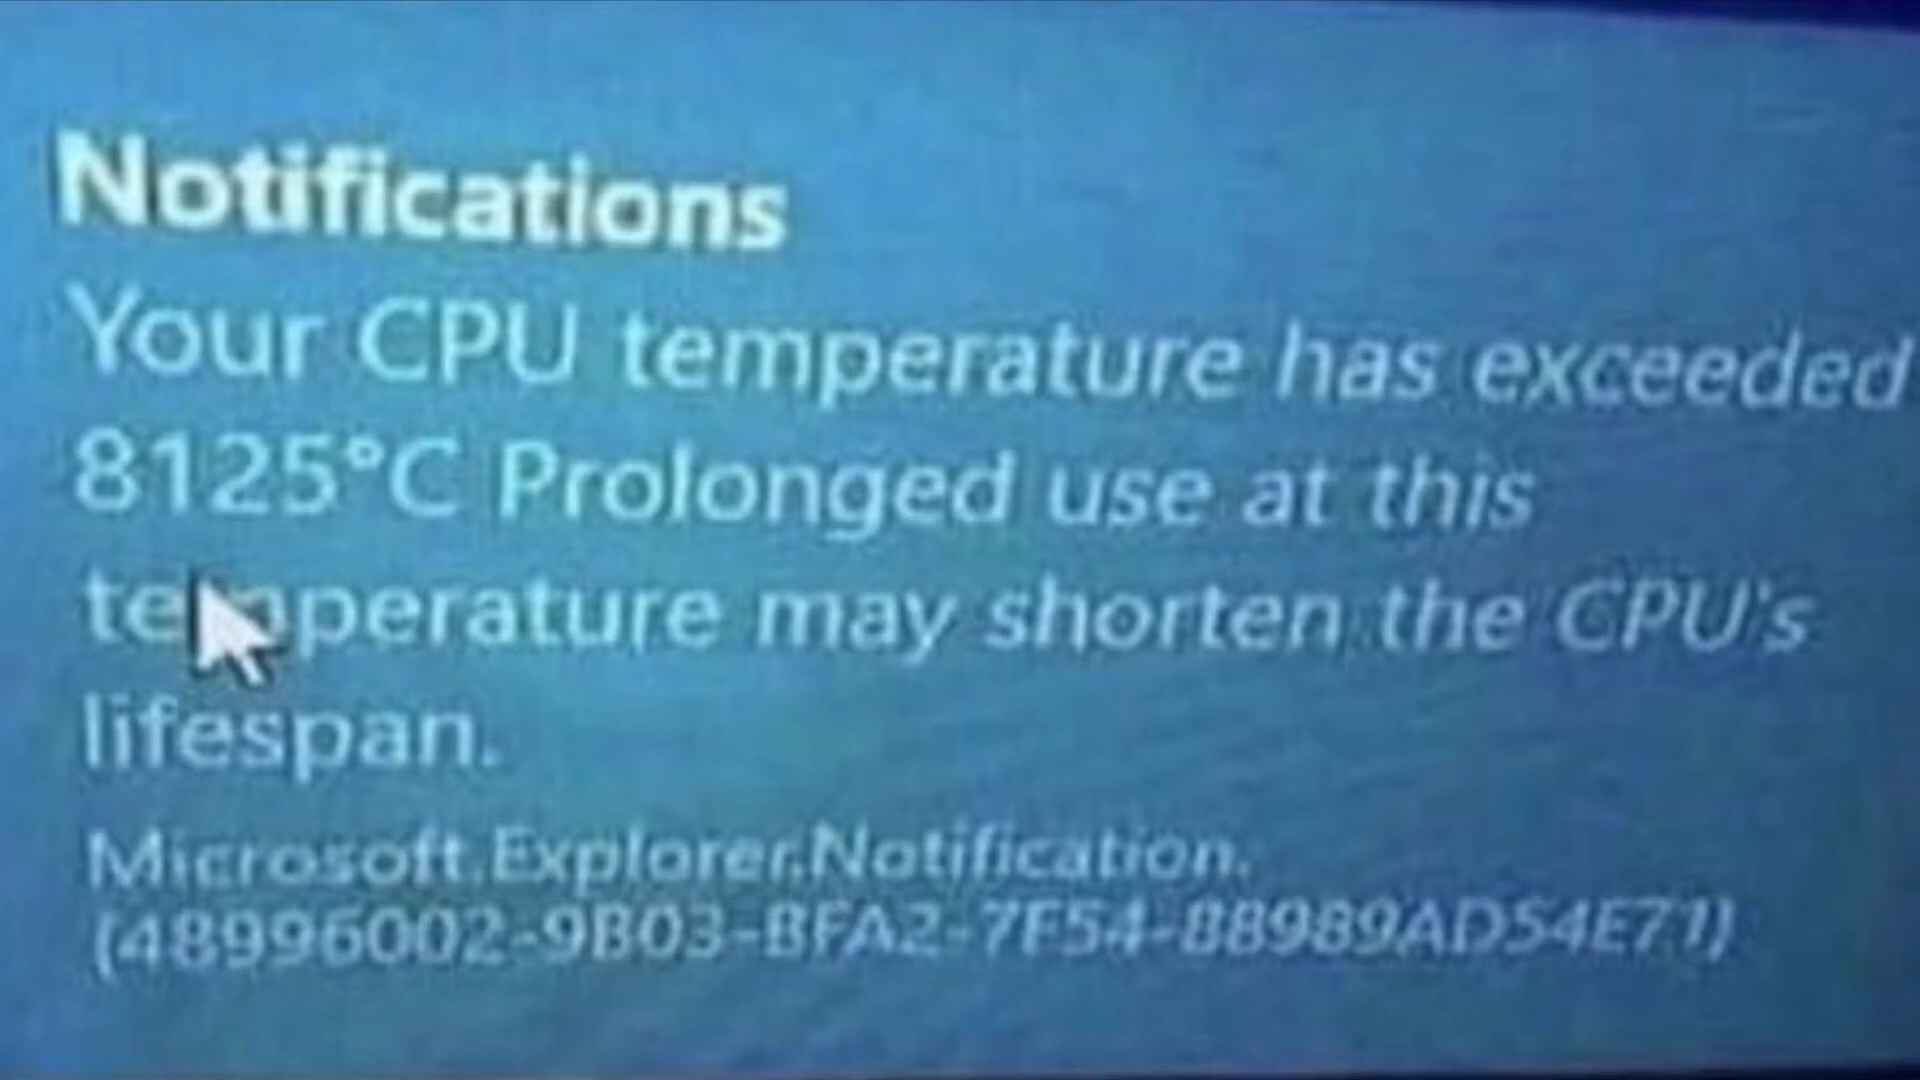 Notifications
Your CPU temperature has exceeded
8125°C Prolonged use at this
temperature may shorten the CPU's
lifespan.
Microsoft.Explorer.Notification.
(48996002-9B03-BFA2-7F54-88989AD54E71)